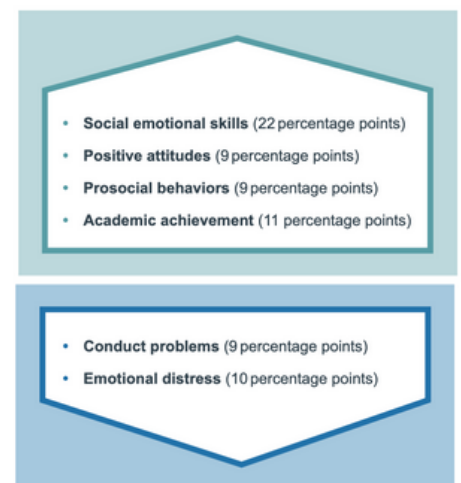 • Social emotional skills (22 percentage points)
• Positive attitudes (9 percentage points)
• Prosocial behaviors (9 percentage points)
• Academic achievement (11 percentage points)
• Conduct problems (9 percentage points)
• Emotional distress (10 percentage points)